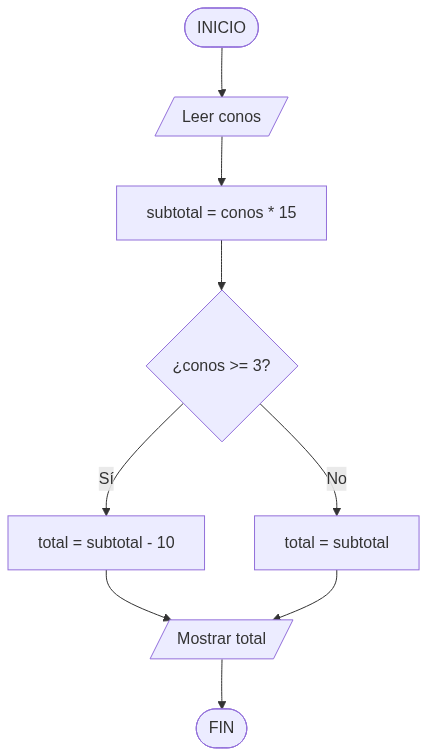 INICIO
Leer conos
subtotal = conos * 15
¿conos >= 3?
Sí
No
total = subtotal - 10
total = subtotal
Mostrar total
FIN